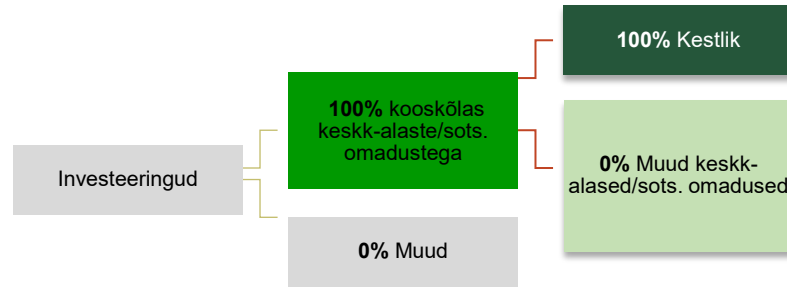 Investeeringud
100% kooskõlas
keskk-alaste/sots.
omadustega
0% Muud
100% Kestlik
0% Muud keskk-
alased/sots. omadused